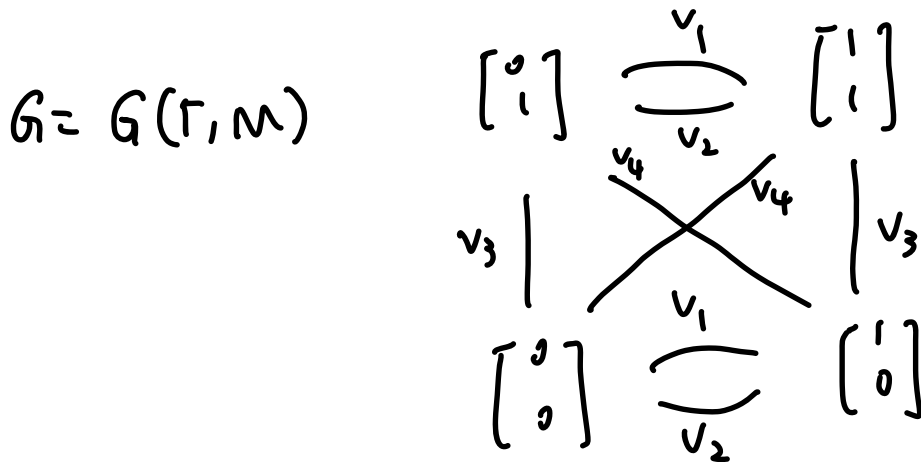 V₁
[0 1] [1 1]
G = G(Γ, M)
V₂
V₄ V₄
V₃ V₃
V₁
[0 0] [1 0]
V₂